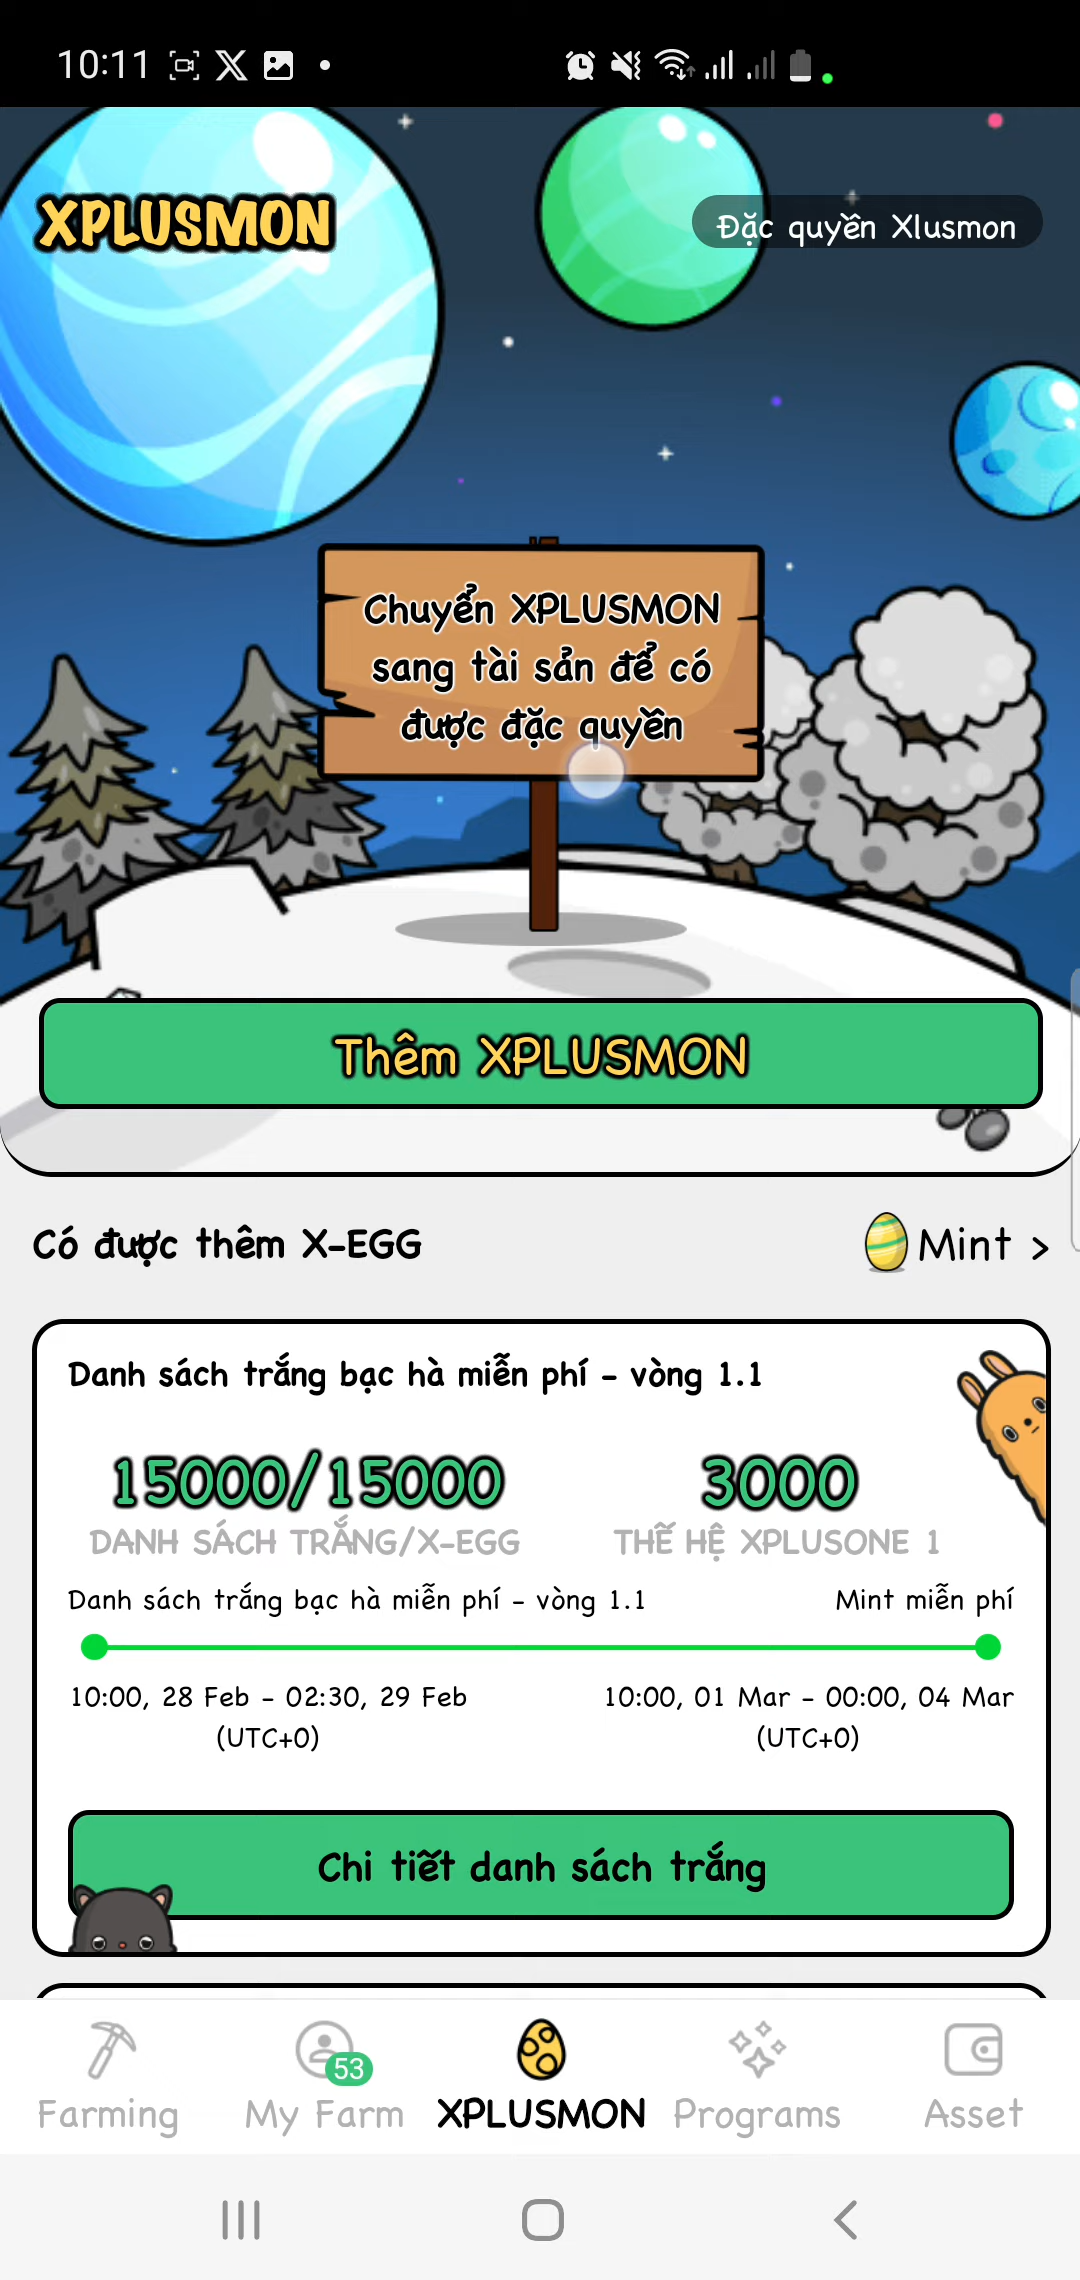 10:11
XPLUSMON
Đặc quyền Xlusmon
Chuyển XPLUSMON
sang tài sản để có
được đặc quyền
Thêm XPLUSMON
Có được thêm X-EGG
Mint >
Danh sách trắng bạc hà miễn phí - vòng 1.1
15000/15000
3000
DANH SÁCH TRẮNG/X-EGG
THẾ HỆ XPLUSONE 1
Danh sách trắng bạc hà miễn phí - vòng 1.1
Mint miễn phí
10:00, 28 Feb - 02:30, 29 Feb
(UTC+0)
10:00, 01 Mar - 00:00, 04 Mar
(UTC+0)
Chi tiết danh sách trắng
53
Farming
My Farm
XPLUSMON
Programs
Asset